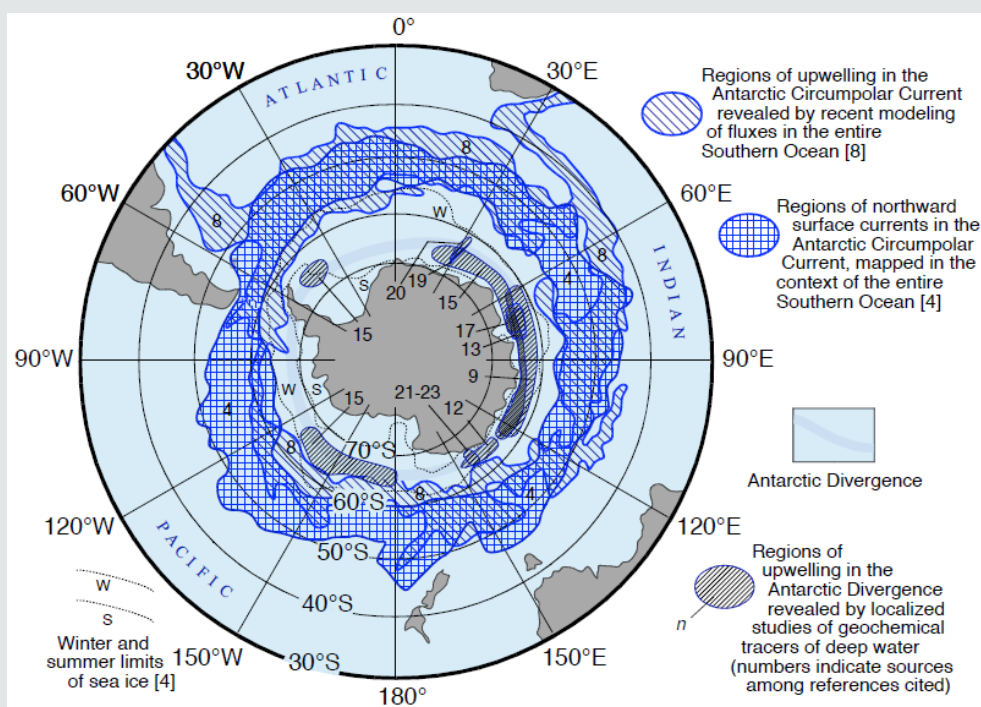 0°
30°W
30°E
ATLANTIC
60°W
60°E
INDIAN
90°W
90°E
120°W
120°E
PACIFIC
150°W
150°E
180°
30°S
40°S
50°S
60°S
70°S
8
8
8
8
8
4
4
4
W
S
W
S
20
19
15
17
13
9
12
21-23
15
15
Regions of upwelling in the
Antarctic Circumpolar Current
revealed by recent modeling
of fluxes in the entire
Southern Ocean [8]
Regions of northward
surface currents in the
Antarctic Circumpolar
Current, mapped in the
context of the entire
Southern Ocean [4]
Antarctic Divergence
Regions of
upwelling in the
Antarctic Divergence
revealed by localized
studies of geochemical
tracers of deep water
(numbers indicate sources
among references cited)
n
W
S
Winter and
summer limits
of sea ice [4]